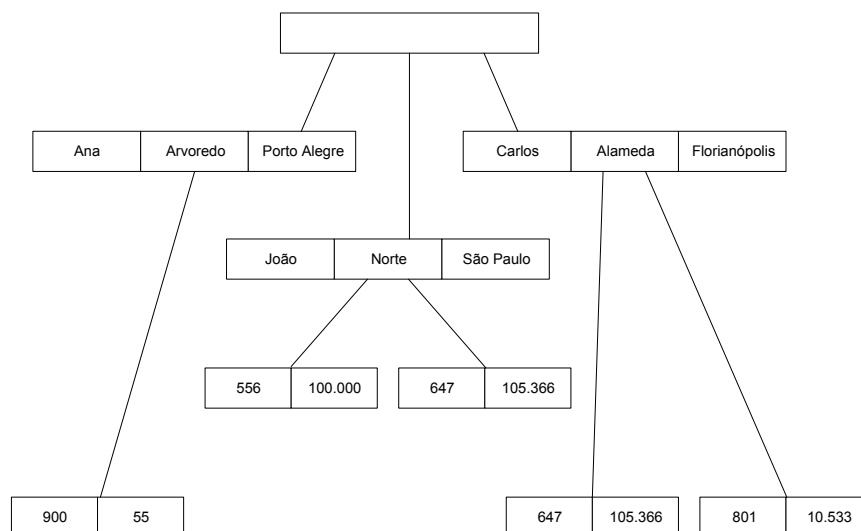 Ana Arvoredo Porto Alegre Carlos Alameda Florianópolis
João Norte São Paulo
556 100.000 647 105.366
900 55 647 105.366 801 10.533